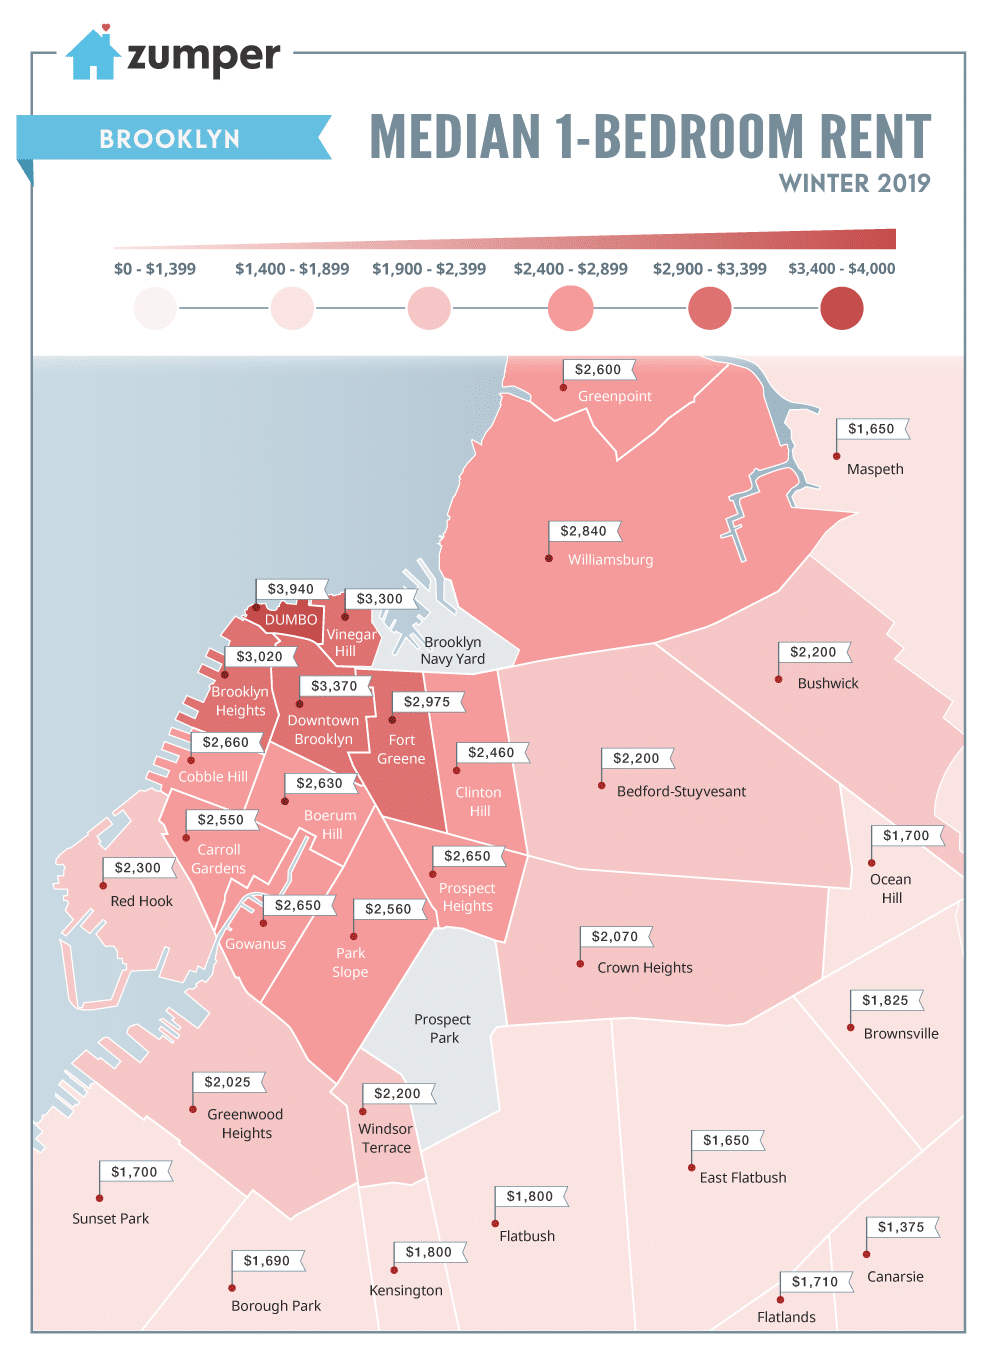 zumper
BROOKLYN
MEDIAN 1-BEDROOM RENT
WINTER 2019
$0 - $1,399
$1,400 - $1,899
$1,900 - $2,399
$2,400 - $2,899
$2,900 - $3,399
$3,400 - $4,000
$2,600
Greenpoint
$1,650
Maspeth
$2,840
Williamsburg
$3,940
DUMBO
$3,300
Vinegar
Hill
Brooklyn
Navy Yard
$3,020
Brooklyn
Heights
$3,370
Downtown
Brooklyn
$2,975
Fort
Greene
$2,200
Bushwick
$2,660
Cobble Hill
$2,630
Boerum
Hill
$2,460
Clinton
Hill
$2,200
Bedford-Stuyvesant
$2,550
Carroll
Gardens
$1,700
Ocean
Hill
$2,300
Red Hook
$2,650
Prospect
Heights
$2,650
Gowanus
$2,560
Park
Slope
$2,070
Crown Heights
Prospect
Park
$1,825
Brownsville
$2,025
Greenwood
Heights
$2,200
Windsor
Terrace
$1,650
East Flatbush
$1,700
Sunset Park
$1,800
Flatbush
$1,375
Canarsie
$1,690
Borough Park
$1,800
Kensington
$1,710
Flatlands